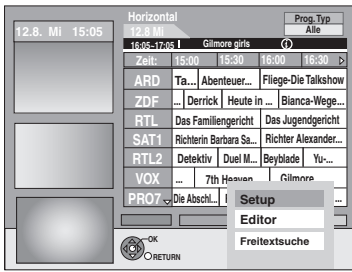 Horizontal
Prog.Typ
12.8. Mi 15:05
12.8 Mi
Alle
16:05-17:05 Gilmore girls
Zeit: 15:00 15:30 16:00 16:30
ARD Ta... Abenteuer... Fliege-Die Talkshow
ZDF ... Derrick Heute in ... Bianca-Wege...
RTL Das Familiengericht Das Jugendgericht
SAT1 Richterin Barbara Sa... Richter Alexander...
RTL2 Detektiv Duel M... Beyblade Yu-...
VOX ... 7th Heaven Gilmore
PRO7 Die Abschl... ...
Setup
Editor
Freitextsuche
OK
RETURN